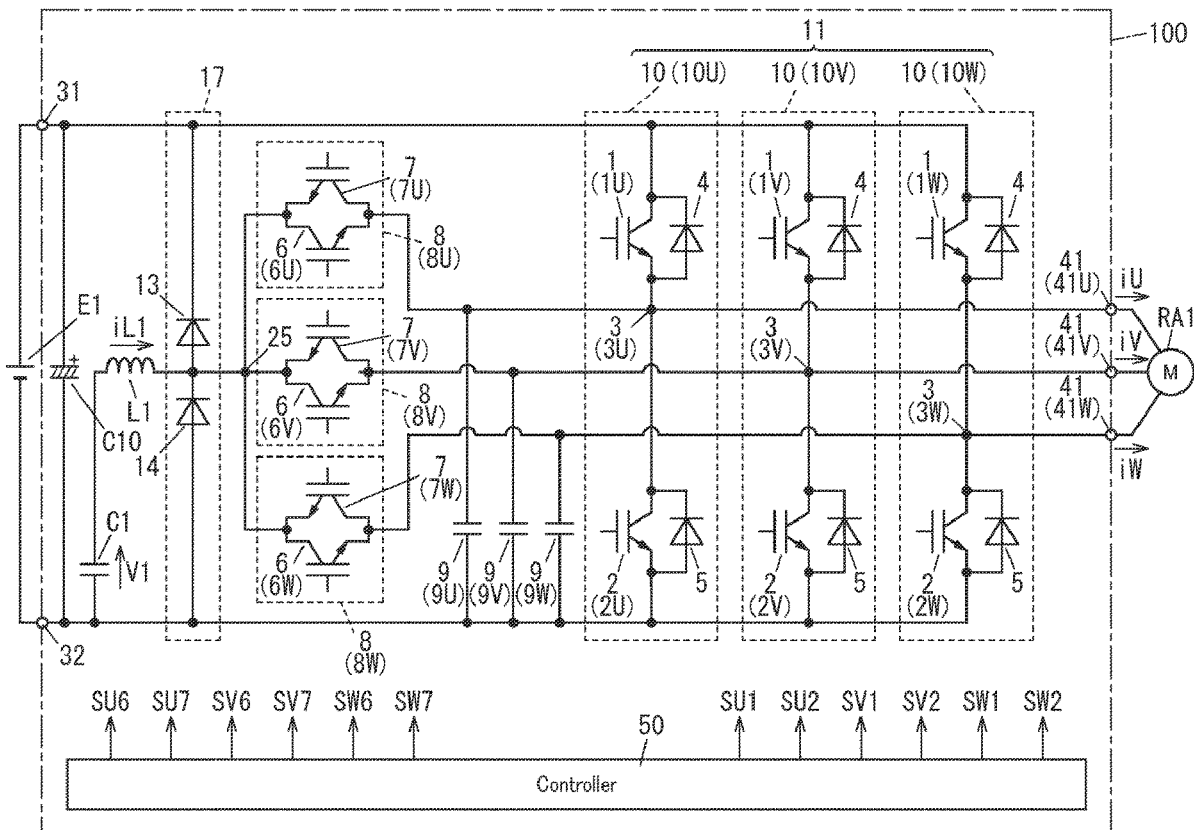 11
100
10 (10U) 10 (10V) 10 (10W)
31
17
7
(7U)
6
(6U)
8
(8U)
1
(1U)
4
1
(1V)
4
1
(1W)
4
E1
13
iL1
25
7
(7V)
6
(6V)
8
(8V)
3
(3U)
3
(3V)
3
(3W)
41
(41U)
iU
41
(41V)
iV
RA1
M
41
(41W)
iW
L1
C10
14
C1
V1
7
(7W)
6
(6W)
8
(8W)
9
(9U)
9
(9V)
9
(9W)
2
(2U)
5
2
(2V)
5
2
(2W)
5
32
SU6 SU7 SV6 SV7 SW6 SW7 SU1 SU2 SV1 SV2 SW1 SW2
50
Controller